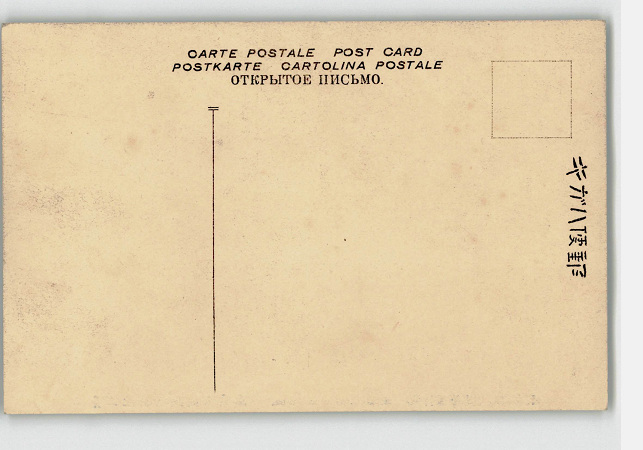 CARTE POSTALE POST CARD
POSTKARTE CARTOLINA POSTALE
ОТКРЫТОЕ ПИСЬМО.
郵便ハガキ